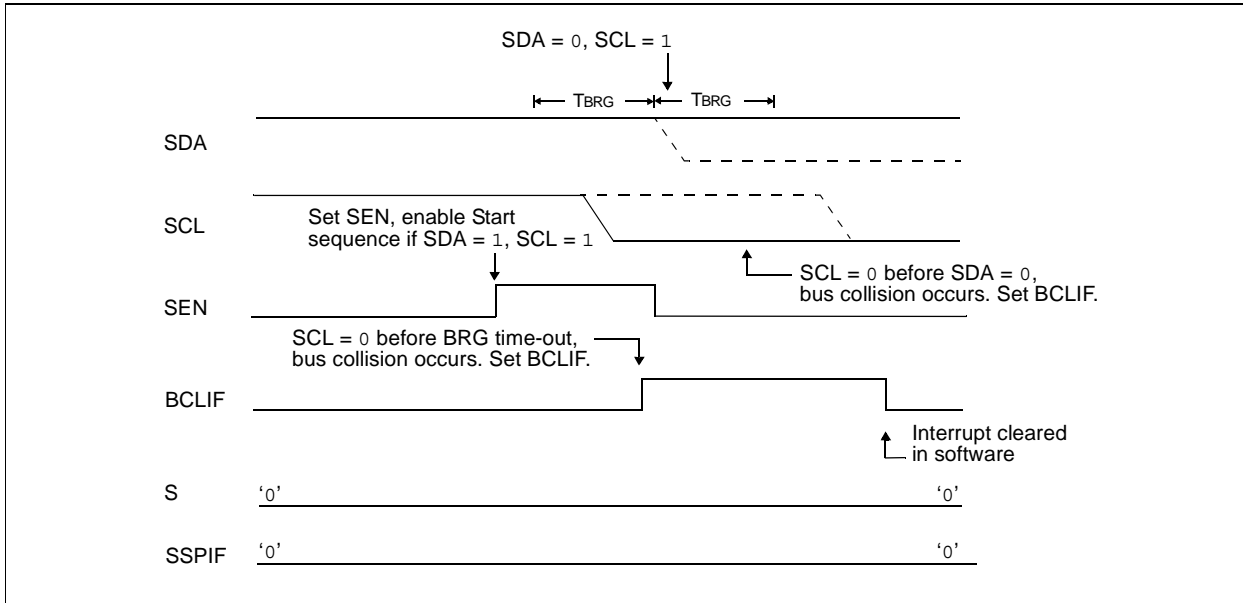 SDA = 0, SCL = 1
TBRG TBRG
SDA
SCL
Set SEN, enable Start
sequence if SDA = 1, SCL = 1
SCL = 0 before SDA = 0,
bus collision occurs. Set BCLIF.
SEN
SCL = 0 before BRG time-out,
bus collision occurs. Set BCLIF.
BCLIF
Interrupt cleared
in software
S ‘0’ ‘0’
SSPIF ‘0’ ‘0’